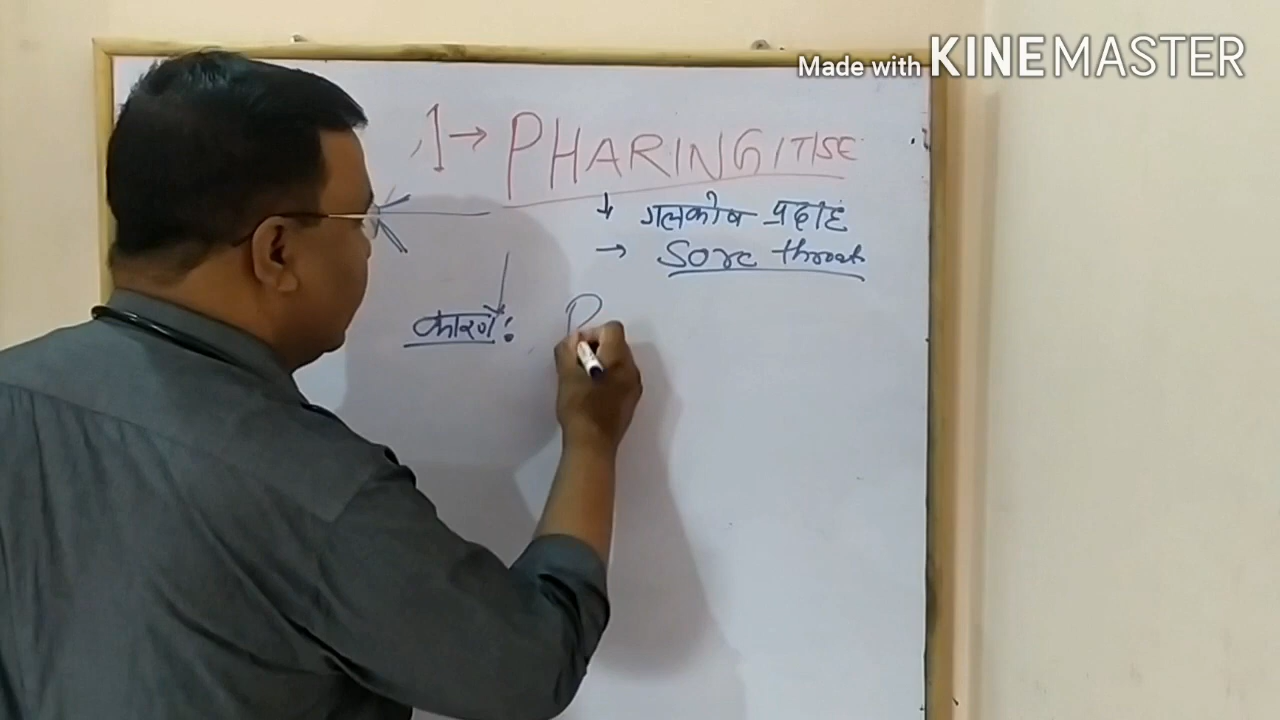 Made with KINEMASTER
1 → PHARINGITISE
↓ गलकोष प्रदाह
→ Sore throat
कारण :
P